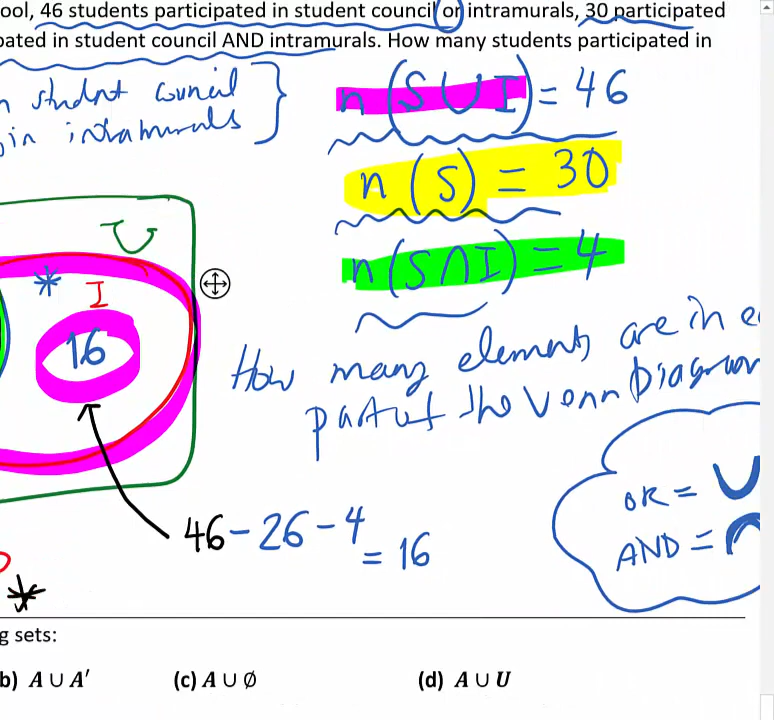 ool, 46 students participated in student council or intramurals, 30 participated
pated in student council AND intramurals. How many students participated in
n student council
in intramurals
n(S∪I) = 46
n(S) = 30
n(S∩I) = 4
U
* I
16
How many elements are in e
part of the Venn Diagram
46 - 26 - 4
= 16
OR = ∪
AND = ∩
*
g sets:
b) A ∪ A′ (c) A ∪ Ø (d) A ∪ U